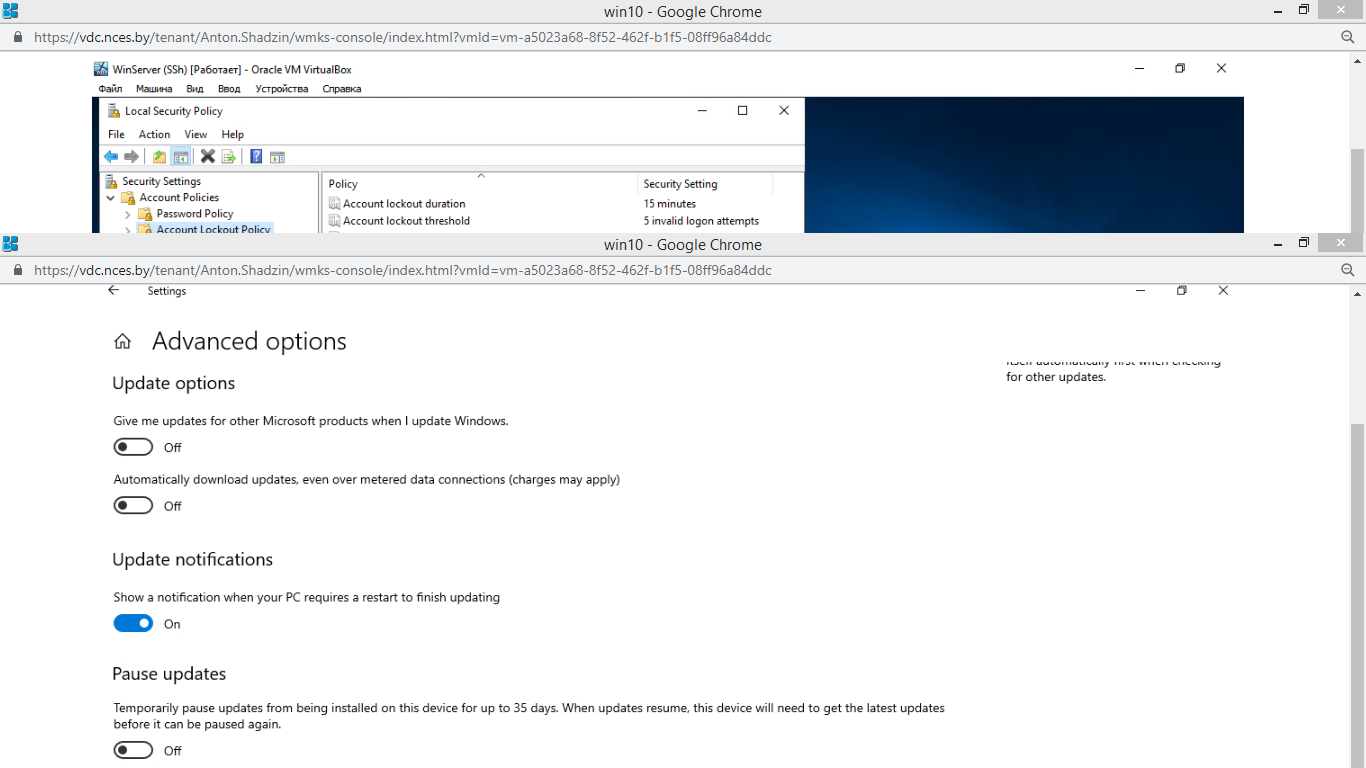 win10 - Google Chrome
https://vdc.nces.by/tenant/Anton.Shadzin/wmks-console/index.html?vmId=vm-a5023a68-8f52-462f-b1f5-08ff96a84ddc
WinServer (SSh) [Работает] - Oracle VM VirtualBox
Файл Машина Вид Ввод Устройства Справка
Local Security Policy
File Action View Help
Security Settings
Account Policies
Password Policy
Account Lockout Policy
Policy Security Setting
Account lockout duration 15 minutes
Account lockout threshold 5 invalid logon attempts
win10 - Google Chrome
https://vdc.nces.by/tenant/Anton.Shadzin/wmks-console/index.html?vmId=vm-a5023a68-8f52-462f-b1f5-08ff96a84ddc
Settings
Advanced options
Update options
Give me updates for other Microsoft products when I update Windows.
Off
Automatically download updates, even over metered data connections (charges may apply)
Off
Update notifications
Show a notification when your PC requires a restart to finish updating
On
Pause updates
Temporarily pause updates from being installed on this device for up to 35 days. When updates resume, this device will need to get the latest updates
before it can be paused again.
Off
itself automatically first when checking
for other updates.